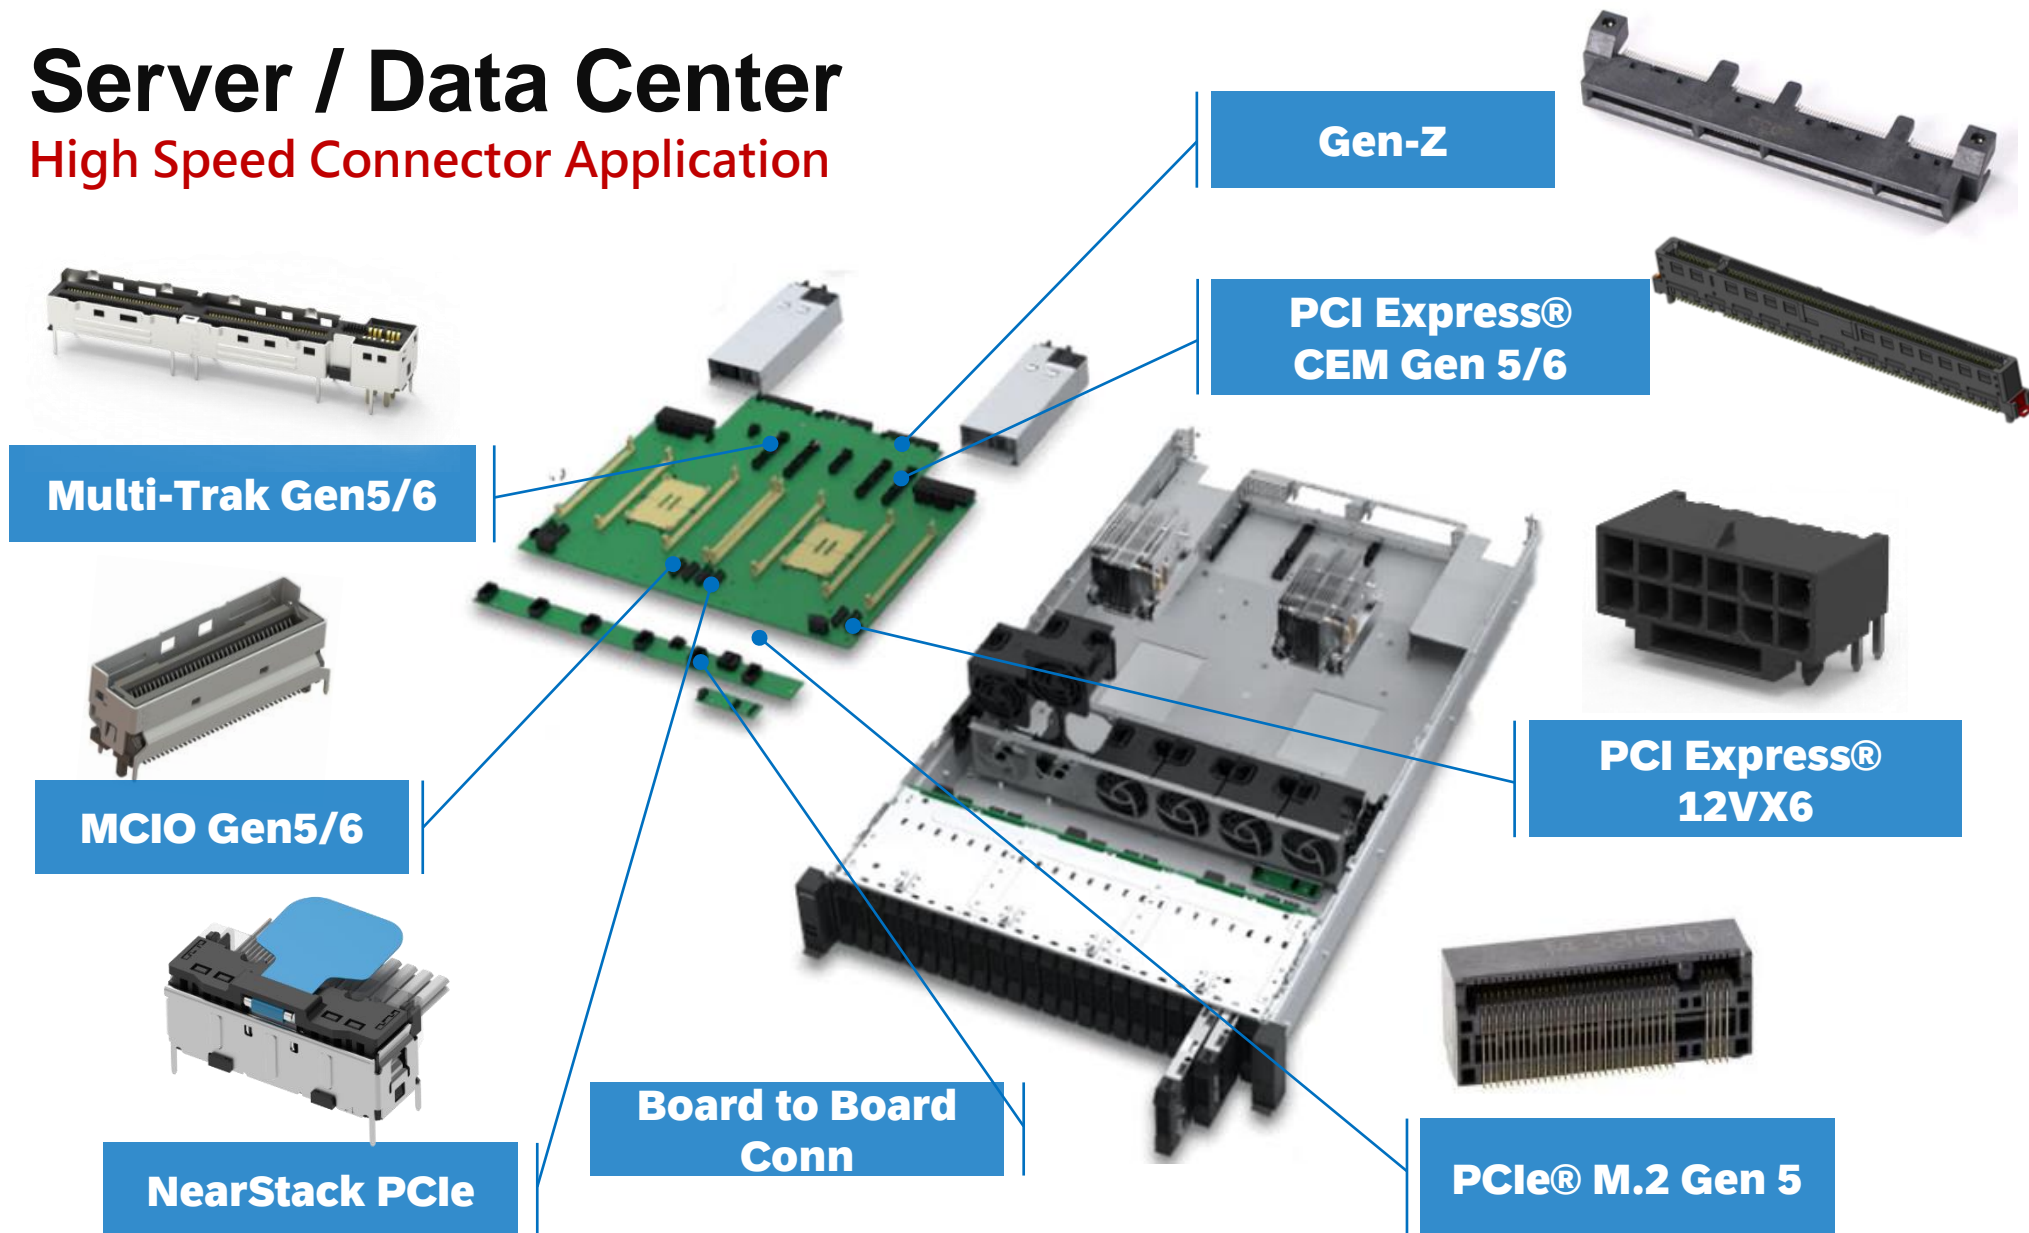 Server / Data Center
High Speed Connector Application
Gen-Z
PCI Express®
CEM Gen 5/6
Multi-Trak Gen5/6
MCIO Gen5/6
PCI Express®
12VX6
Board to Board
Conn
NearStack PCIe
PCIe® M.2 Gen 5